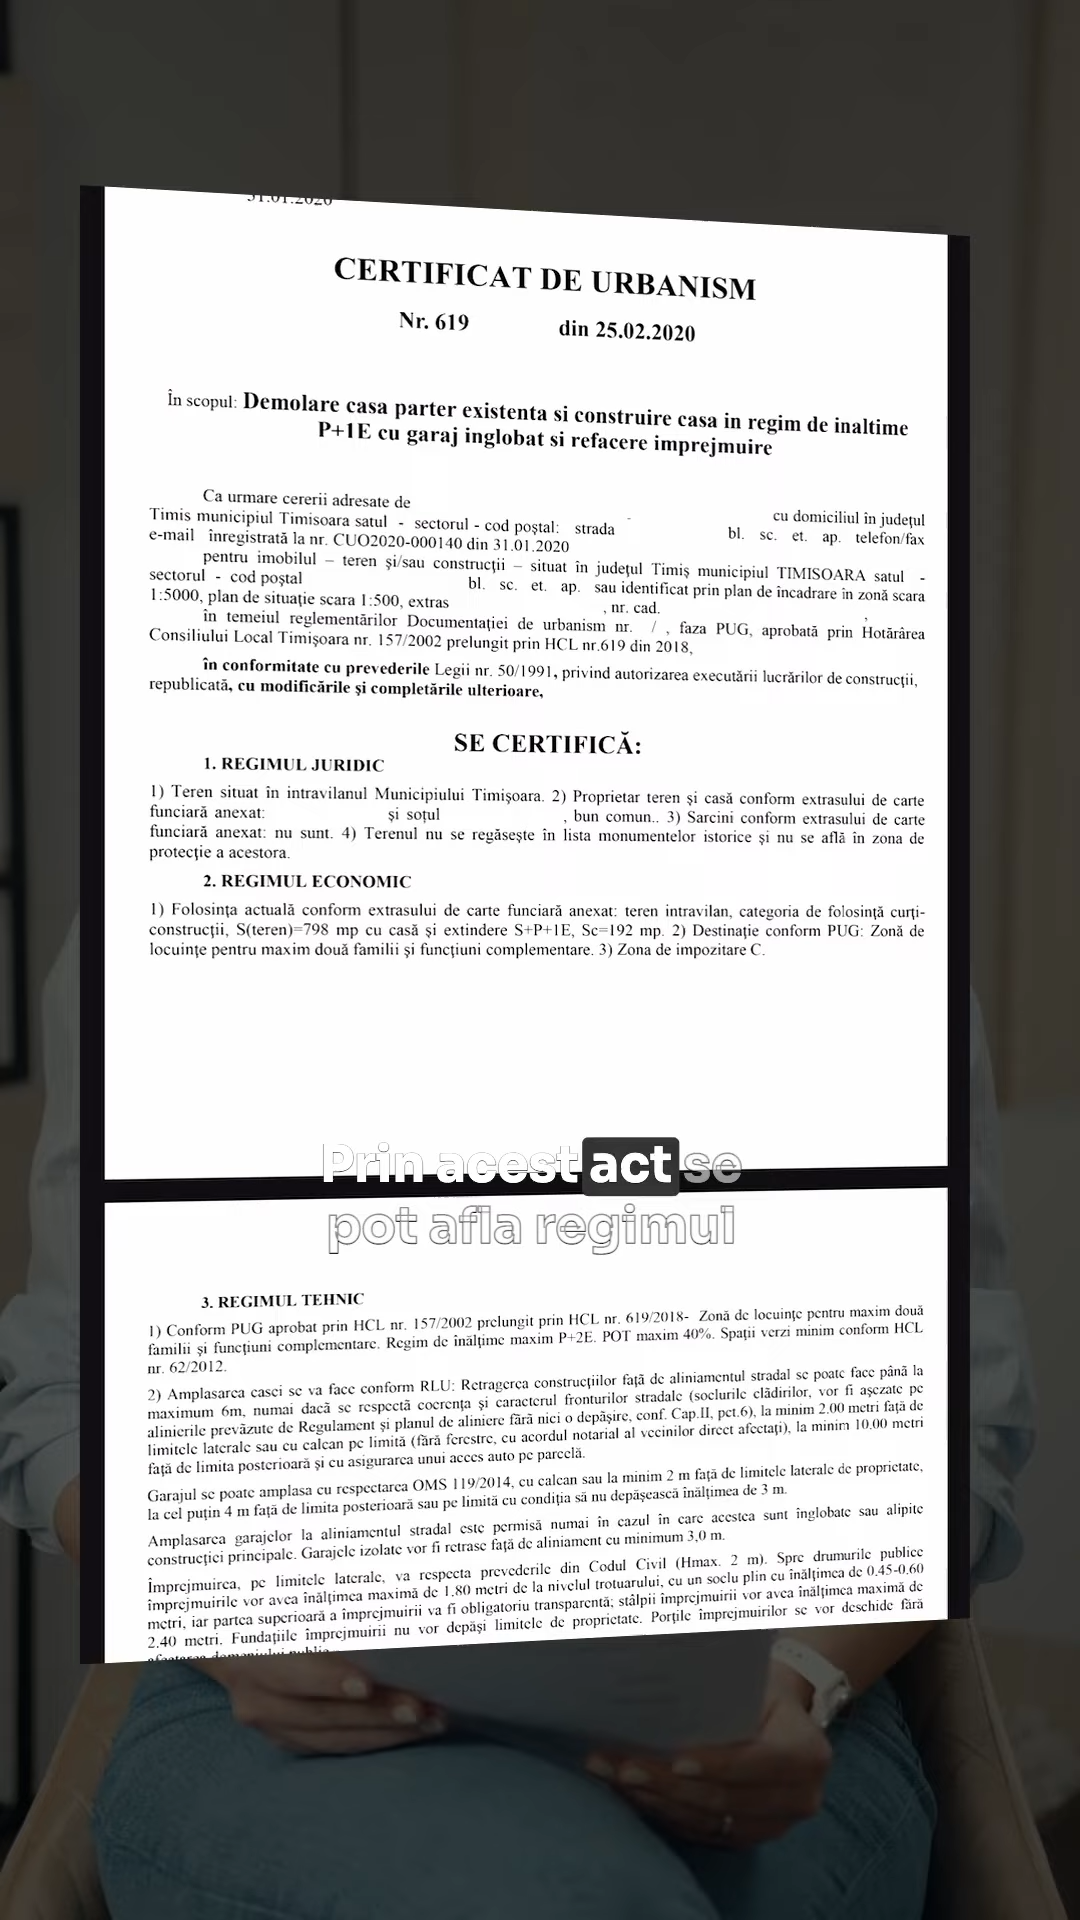 31.01.2020
CERTIFICAT DE URBANISM
Nr. 619 din 25.02.2020
În scopul: Demolare casa parter existenta si construire casa in regim de inaltime
P+1E cu garaj inglobat si refacere imprejmuire
Ca urmare cererii adresate de
cu domiciliul în județul
Timis municipiul Timisoara satul - sectorul - cod poștal: strada
bl. sc. et. ap. telefon/fax
e-mail înregistrată la nr. CUO2020-000140 din 31.01.2020
pentru imobilul – teren și/sau construcții – situat în județul Timiș municipiul TIMISOARA satul -
sectorul - cod poștal bl. sc. et. ap. sau identificat prin plan de încadrare în zonă scara
1:5000, plan de situație scara 1:500, extras , nr. cad. ,
în temeiul reglementărilor Documentației de urbanism nr. / , faza PUG, aprobată prin Hotărârea
Consiliului Local Timișoara nr. 157/2002 prelungit prin HCL nr.619 din 2018,
în conformitate cu prevederile Legii nr. 50/1991, privind autorizarea executării lucrărilor de construcții,
republicată, cu modificările și completările ulterioare,
SE CERTIFICĂ:
1. REGIMUL JURIDIC
1) Teren situat în intravilanul Municipiului Timișoara. 2) Proprietar teren și casă conform extrasului de carte
funciară anexat: și soțul , bun comun.. 3) Sarcini conform extrasului de carte
funciară anexat: nu sunt. 4) Terenul nu se regăsește în lista monumentelor istorice și nu se află în zona de
protecție a acestora.
2. REGIMUL ECONOMIC
1) Folosința actuală conform extrasului de carte funciară anexat: teren intravilan, categoria de folosință curți-
construcții, S(teren)=798 mp cu casă și extindere S+P+1E, Sc=192 mp. 2) Destinație conform PUG: Zonă de
locuințe pentru maxim două familii și funcțiuni complementare. 3) Zona de impozitare C.
Prin acest act se
pot afla regimul
3. REGIMUL TEHNIC
1) Conform PUG aprobat prin HCL nr. 157/2002 prelungit prin HCL nr. 619/2018- Zonă de locuințe pentru maxim două
familii și funcțiuni complementare. Regim de înălțime maxim P+2E. POT maxim 40%. Spații verzi minim conform HCL
nr. 62/2012.
2) Amplasarea casei se va face conform RLU: Retragerea construcțiilor față de aliniamentul stradal se poate face până la
maximum 6m, numai dacă se respectă coerența și caracterul fronturilor stradale (soclurile clădirilor, vor fi așezate pe
alinierile prevăzute de Regulament și planul de aliniere fără nici o depășire, conf. Cap.II, pct.6), la minim 2.00 metri față de
limitele laterale sau cu calcan pe limită (fără ferestre, cu acordul notarial al vecinilor direct afectați), la minim 10.00 metri
față de limita posterioară și cu asigurarea unui acces auto pe parcelă.
Garajul se poate amplasa cu respectarea OMS 119/2014, cu calcan sau la minim 2 m față de limitele laterale de proprietate,
la cel puțin 4 m față de limita posterioară sau pe limită cu condiția să nu depășească înălțimea de 3 m.
Amplasarea garajelor la aliniamentul stradal este permisă numai în cazul în care acestea sunt înglobate sau alipite
construcției principale. Garajele izolate vor fi retrase față de aliniament cu minimum 3,0 m.
Împrejmuirea, pe limitele laterale, va respecta prevederile din Codul Civil (Hmax. 2 m). Spre drumurile publice
împrejmuirile vor avea înălțimea maximă de 1.80 metri de la nivelul trotuarului, cu un soclu plin cu înălțimea de 0.45-0.60
metri, iar partea superioară a împrejmuirii va fi obligatoriu transparentă; stâlpii împrejmuirii vor avea înălțimea maximă de
2.40 metri. Fundațiile împrejmuirii nu vor depăși limitele de proprietate. Porțile împrejmuirilor se vor deschide fără
afectarea domeniului public.